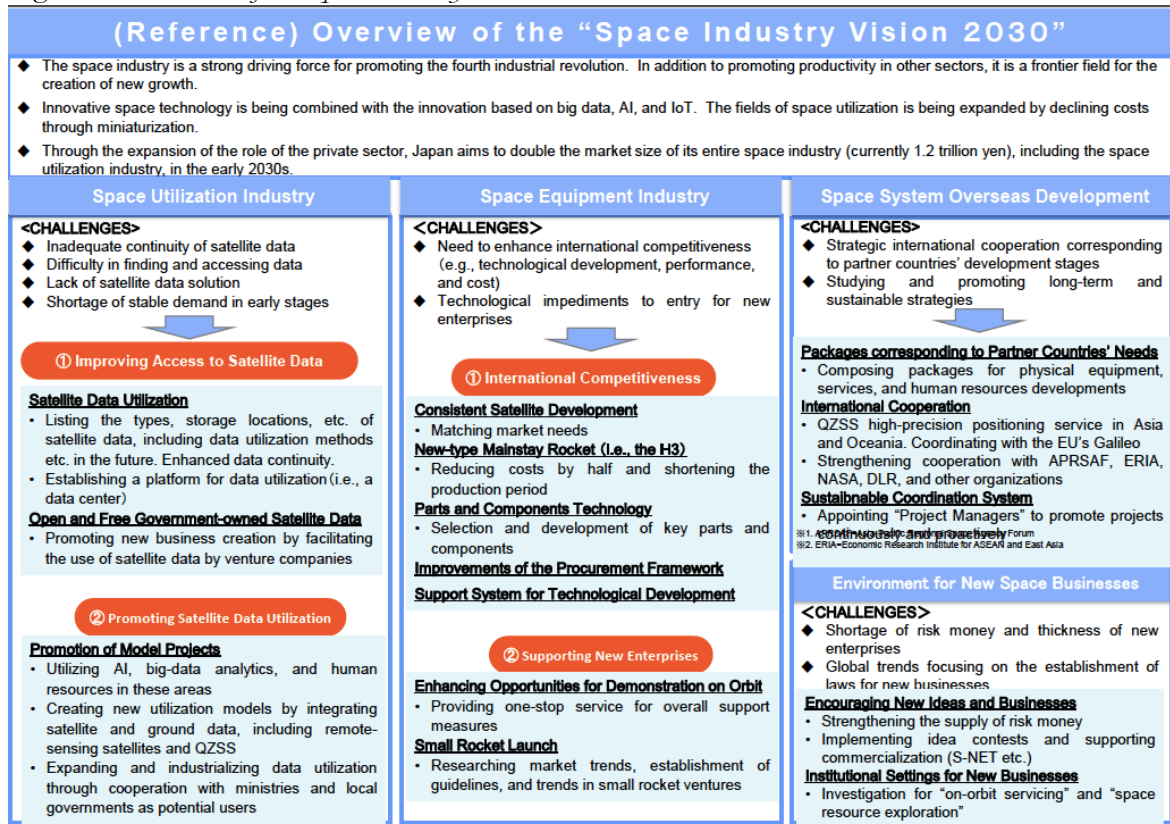 (Reference) Overview of the “Space Industry Vision 2030”
◆ The space industry is a strong driving force for promoting the fourth industrial revolution. In addition to promoting productivity in other sectors, it is a frontier field for the
creation of new growth.
◆ Innovative space technology is being combined with the innovation based on big data, AI, and IoT. The fields of space utilization is being expanded by declining costs
through miniaturization.
◆ Through the expansion of the role of the private sector, Japan aims to double the market size of its entire space industry (currently 1.2 trillion yen), including the space
utilization industry, in the early 2030s.
Space Utilization Industry
<CHALLENGES>
◆ Inadequate continuity of satellite data
◆ Difficulty in finding and accessing data
◆ Lack of satellite data solution
◆ Shortage of stable demand in early stages
① Improving Access to Satellite Data
Satellite Data Utilization
• Listing the types, storage locations, etc. of
satellite data, including data utilization methods
etc. in the future. Enhanced data continuity.
• Establishing a platform for data utilization (i.e., a
data center)
Open and Free Government-owned Satellite Data
• Promoting new business creation by facilitating
the use of satellite data by venture companies
② Promoting Satellite Data Utilization
Promotion of Model Projects
• Utilizing AI, big-data analytics, and human
resources in these areas
• Creating new utilization models by integrating
satellite and ground data, including remote-
sensing satellites and QZSS
• Expanding and industrializing data utilization
through cooperation with ministries and local
governments as potential users
Space Equipment Industry
<CHALLENGES>
◆ Need to enhance international competitiveness
(e.g., technological development, performance,
and cost)
◆ Technological impediments to entry for new
enterprises
① International Competitiveness
Consistent Satellite Development
• Matching market needs
New-type Mainstay Rocket (i.e., the H3)
• Reducing costs by half and shortening the
production period
Parts and Components Technology
• Selection and development of key parts and
components
Improvements of the Procurement Framework
Support System for Technological Development
② Supporting New Enterprises
Enhancing Opportunities for Demonstration on Orbit
• Providing one-stop service for overall support
measures
Small Rocket Launch
• Researching market trends, establishment of
guidelines, and trends in small rocket ventures
Space System Overseas Development
<CHALLENGES>
◆ Strategic international cooperation corresponding
to partner countries’ development stages
◆ Studying and promoting long-term and
sustainable strategies
Packages corresponding to Partner Countries’ Needs
• Composing packages for physical equipment,
services, and human resources developments
International Cooperation
• QZSS high-precision positioning service in Asia
and Oceania. Coordinating with the EU’s Galileo
• Strengthening cooperation with APRSAF, ERIA,
NASA, DLR, and other organizations
Sustaibnable Coordination System
• Appointing “Project Managers” to promote projects
continuously and proactively
※1. Forum
※2. ERIA=Economic Research Institute for ASEAN and East Asia
Environment for New Space Businesses
<CHALLENGES>
◆ Shortage of risk money and thickness of new
enterprises
◆ Global trends focusing on the establishment of
laws for new businesses
Encouraging New Ideas and Businesses
• Strengthening the supply of risk money
• Implementing idea contests and supporting
commercialization (S-NET etc.)
Institutional Settings for New Businesses
• Investigation for “on-orbit servicing” and “space
resource exploration”